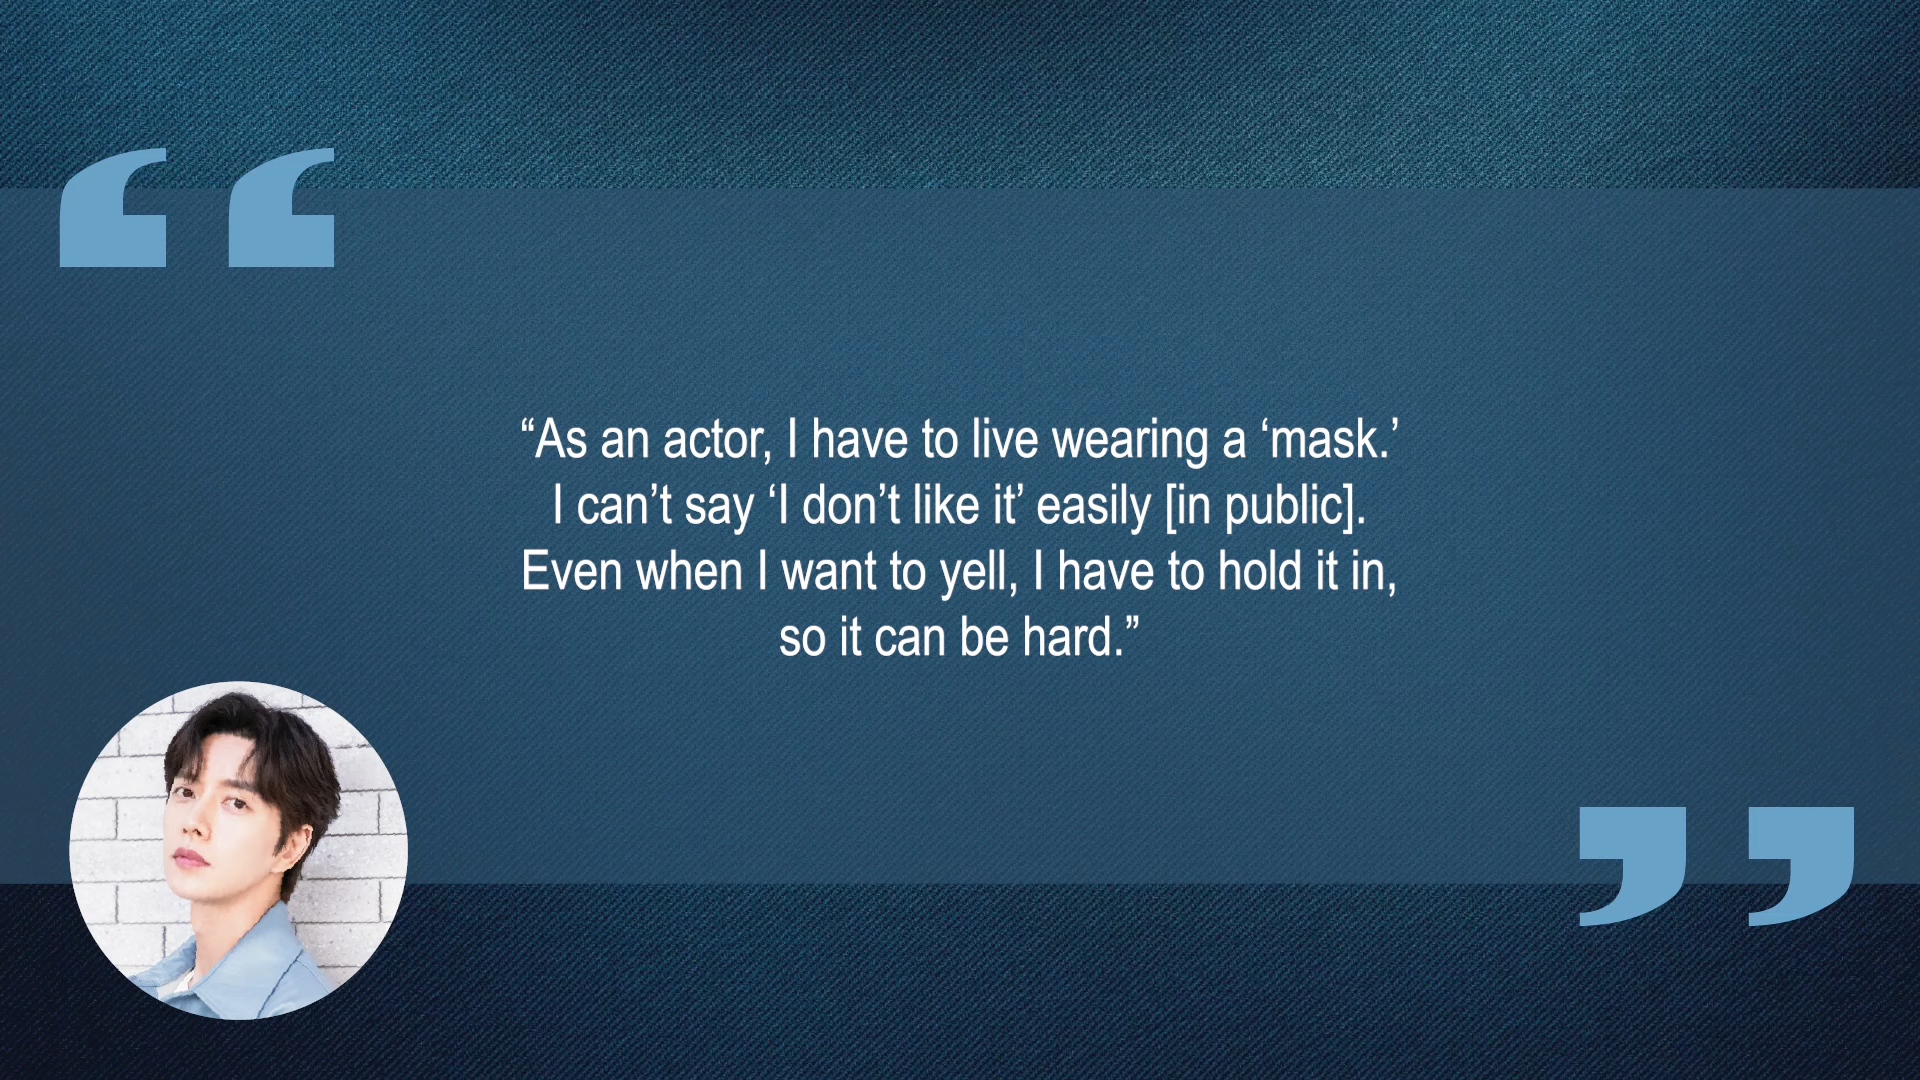 “As an actor, I have to live wearing a ‘mask.’
I can’t say ‘I don’t like it’ easily [in public].
Even when I want to yell, I have to hold it in,
so it can be hard.”